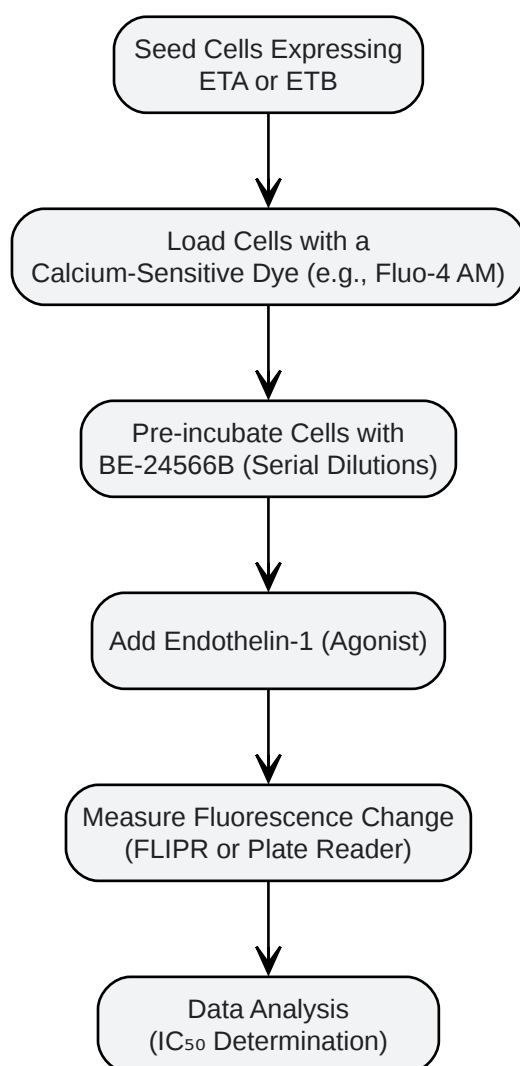 Seed Cells Expressing
ETA or ETB
Load Cells with a
Calcium-Sensitive Dye (e.g., Fluo-4 AM)
Pre-incubate Cells with
BE-24566B (Serial Dilutions)
Add Endothelin-1 (Agonist)
Measure Fluorescence Change
(FLIPR or Plate Reader)
Data Analysis
(IC₅₀ Determination)